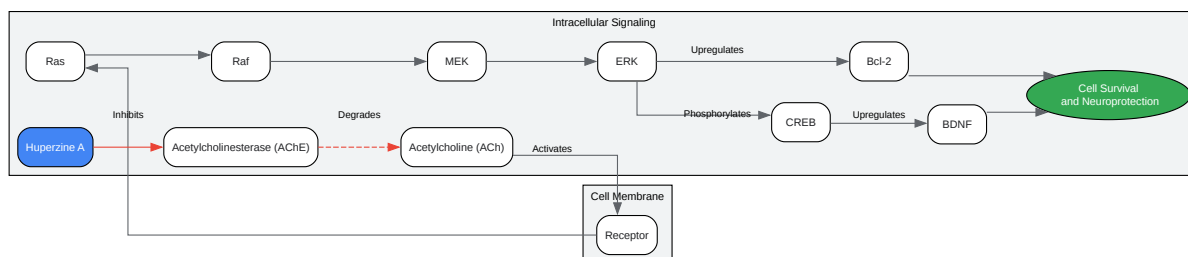 Intracellular Signaling
Ras
Raf
MEK
ERK
Upregulates
Bcl-2
Cell Survival
and Neuroprotection
Inhibits
Degrades
Phosphorylates
CREB
Upregulates
BDNF
Huperzine A
Acetylcholinesterase (AChE)
Acetylcholine (ACh)
Activates
Cell Membrane
Receptor